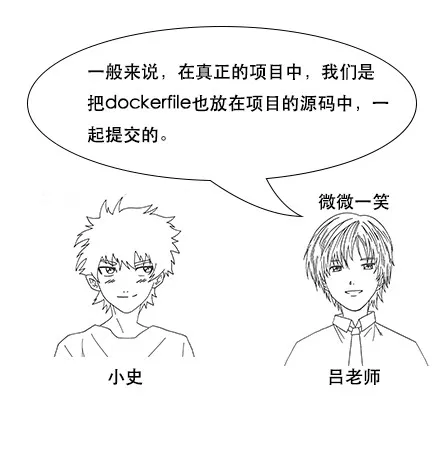 一般来说，在真正的项目中，我们是
把dockerfile也放在项目的源码中，一
起提交的。
微微一笑
小史
吕老师